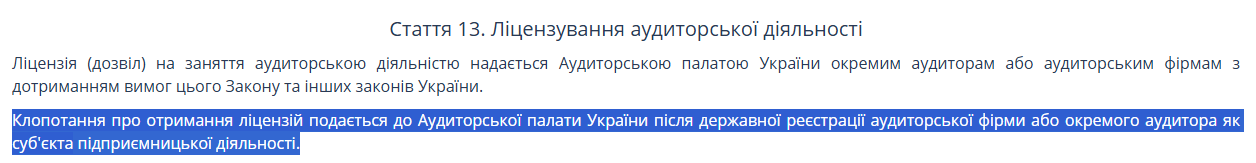 Стаття 13. Ліцензування аудиторської діяльності
Ліцензія (дозвіл) на заняття аудиторською діяльністю надається Аудиторською палатою України окремим аудиторам або аудиторським фірмам з
дотриманням вимог цього Закону та інших законів України.
Клопотання про отримання ліцензій подається до Аудиторської палати України після державної реєстрації аудиторської фірми або окремого аудитора як
суб'єкта підприємницької діяльності.